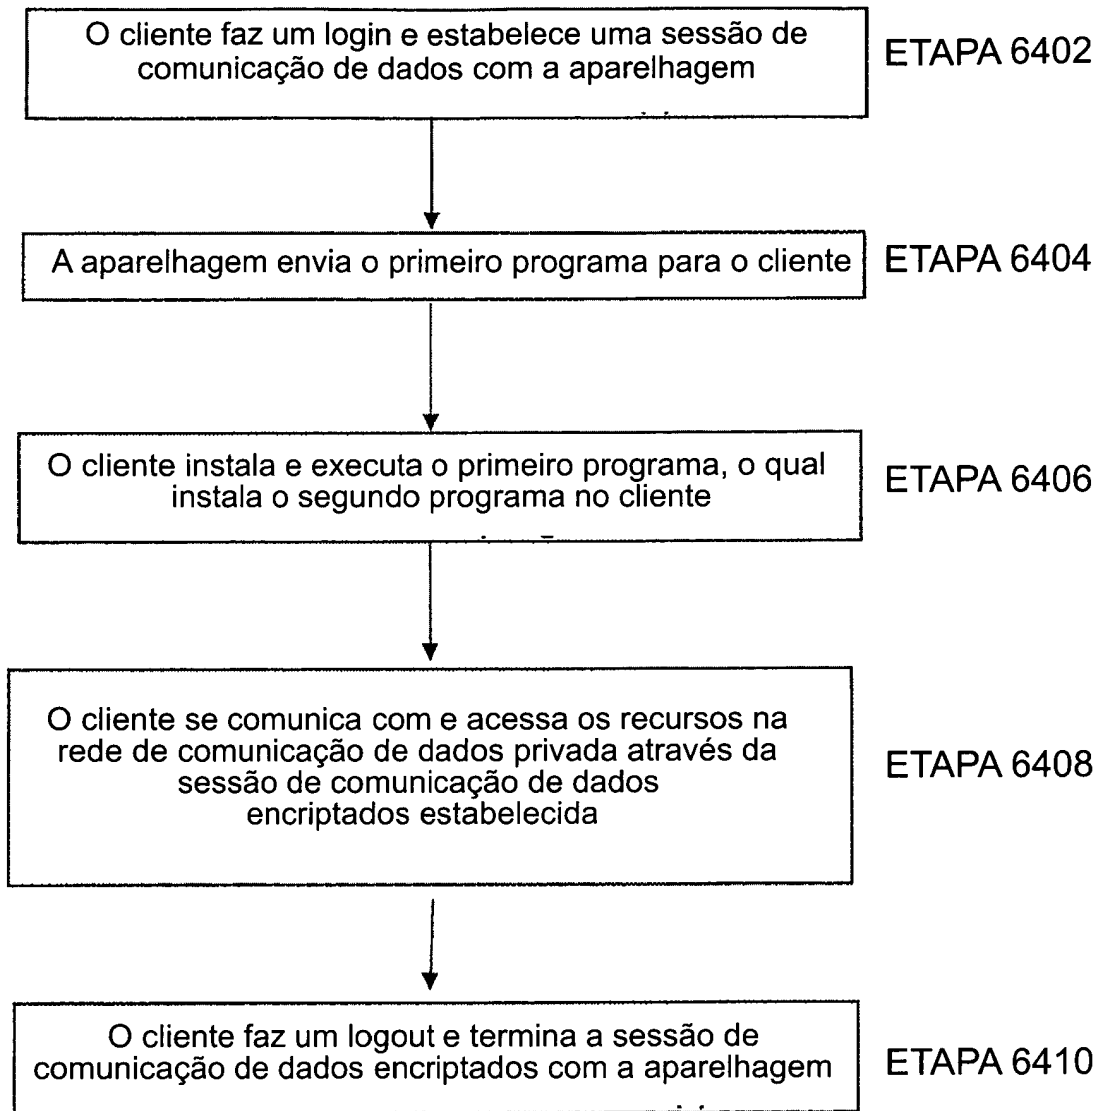 O cliente faz um login e estabelece uma sessão de
comunicação de dados com a aparelhagem
ETAPA 6402
A aparelhagem envia o primeiro programa para o cliente
ETAPA 6404
O cliente instala e executa o primeiro programa, o qual
instala o segundo programa no cliente
ETAPA 6406
O cliente se comunica com e acessa os recursos na
rede de comunicação de dados privada através da
sessão de comunicação de dados
encriptados estabelecida
ETAPA 6408
O cliente faz um logout e termina a sessão de
comunicação de dados encriptados com a aparelhagem
ETAPA 6410